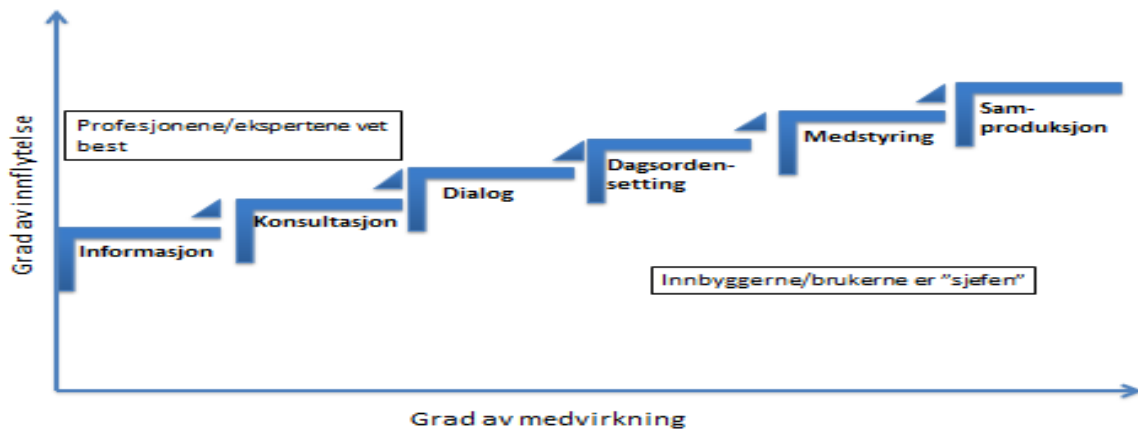 Grad av innflytelse
Profesjonene/ekspertene vet
best
Informasjon
Konsultasjon
Dialog
Dagsorden-
setting
Medstyring
Sam-
produksjon
Innbyggerne/brukerne er ”sjefen”
Grad av medvirkning